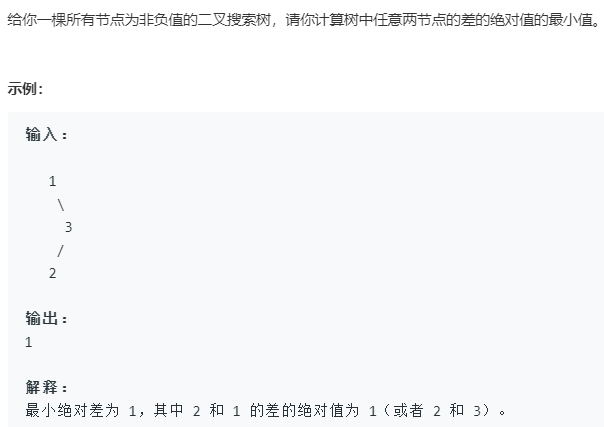 给你一棵所有节点为非负值的二叉搜索树，请你计算树中任意两节点的差的绝对值的最小值。
示例：
输入：
1
\
3
/
2
输出：
1
解释：
最小绝对差为 1，其中 2 和 1 的差的绝对值为 1（或者 2 和 3）。